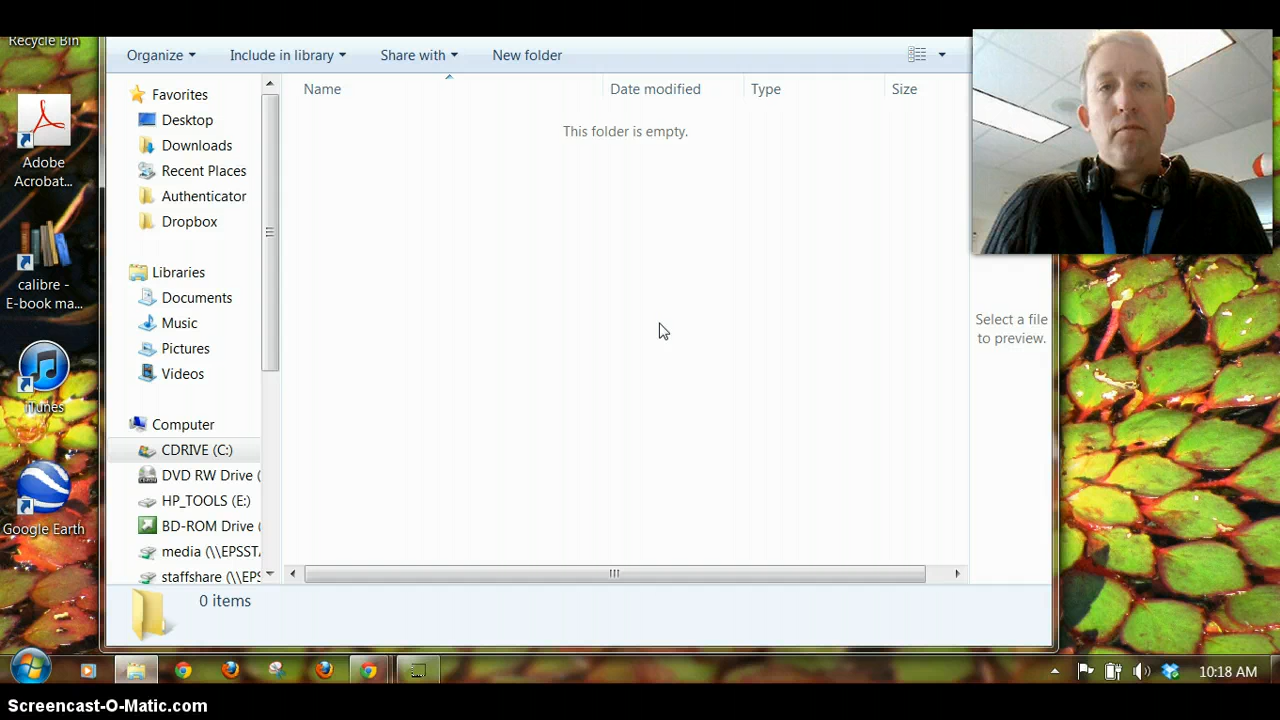 Recycle Bin
Organize
Include in library
Share with
New folder
Name
Date modified
Type
Size
This folder is empty.
Favorites
Desktop
Downloads
Recent Places
Authenticator
Dropbox
Libraries
Documents
Music
Pictures
Videos
Computer
CDRIVE (C:)
DVD RW Drive (
HP_TOOLS (E:)
BD-ROM Drive (
media (\\EPSSTA
staffshare (\\EPS
Adobe
Acrobat...
calibre -
E-book ma...
iTunes
Google Earth
Select a file
to preview.
0 items
10:18 AM
Screencast-O-Matic.com